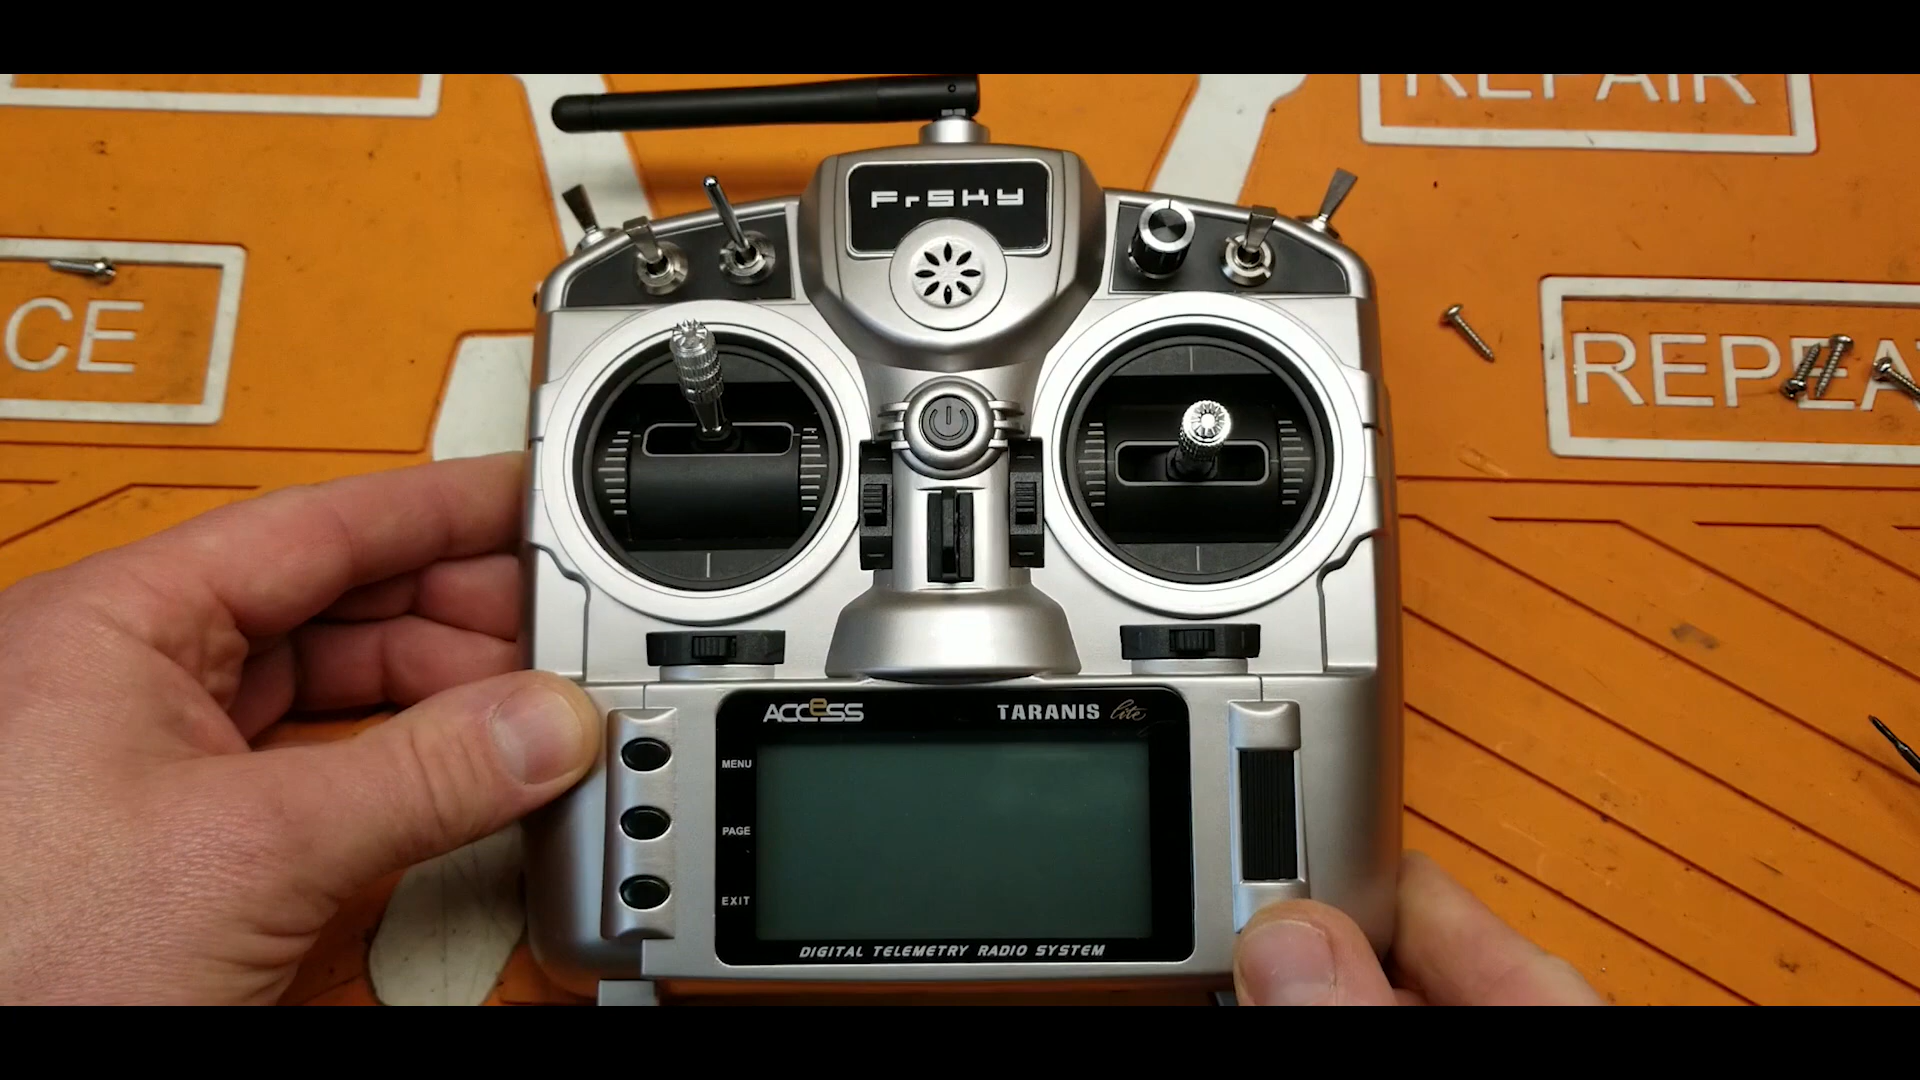 REPAIR
FrSKY
CE
REPEA
ACCeSS
TARANIS lite
MENU
PAGE
EXIT
DIGITAL TELEMETRY RADIO SYSTEM